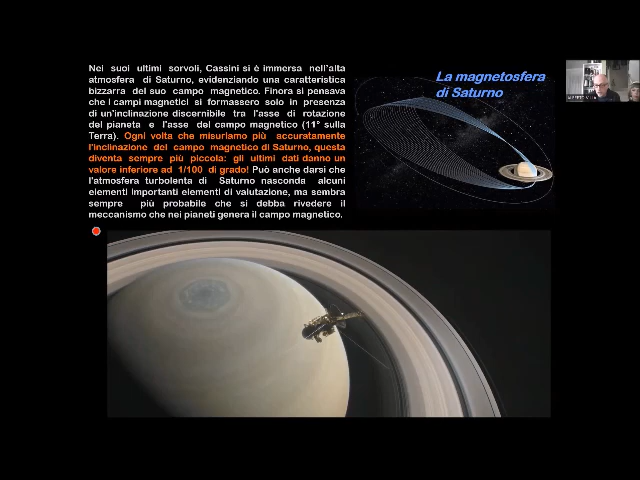 Nei suoi ultimi sorvoli, Cassini si è immersa nell'alta
atmosfera di Saturno, evidenziando una caratteristica
bizzarra del suo campo magnetico. Finora si pensava
che i campi magnetici si formassero solo in presenza
di un'inclinazione discernibile tra l'asse di rotazione
del pianeta e l'asse del campo magnetico (11° sulla
Terra). Ogni volta che misuriamo più accuratamente
l'inclinazione del campo magnetico di Saturno, questa
diventa sempre più piccola: gli ultimi dati danno un
valore inferiore ad 1/100 di grado! Può anche darsi che
l'atmosfera turbolenta di Saturno nasconda alcuni
elementi importanti elementi di valutazione, ma sembra
sempre più probabile che si debba rivedere il
meccanismo che nei pianeti genera il campo magnetico.
La magnetosfera
di Saturno